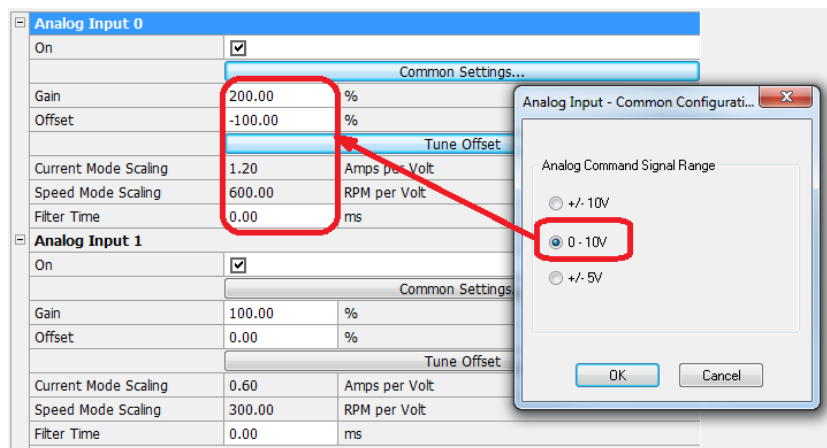 Analog Input 0
On
Common Settings...
Gain 200.00 %
Offset -100.00 %
Tune Offset
Current Mode Scaling 1.20 Amps per Volt
Speed Mode Scaling 600.00 RPM per Volt
Filter Time 0.00 ms
Analog Input 1
On
Common Settings
Gain 100.00 %
Offset 0.00 %
Tune Offset
Current Mode Scaling 0.60 Amps per Volt
Speed Mode Scaling 300.00 RPM per Volt
Filter Time 0.00 ms
Analog Input - Common Configurati...
Analog Command Signal Range
+/- 10V
0 - 10V
+/- 5V
OK Cancel